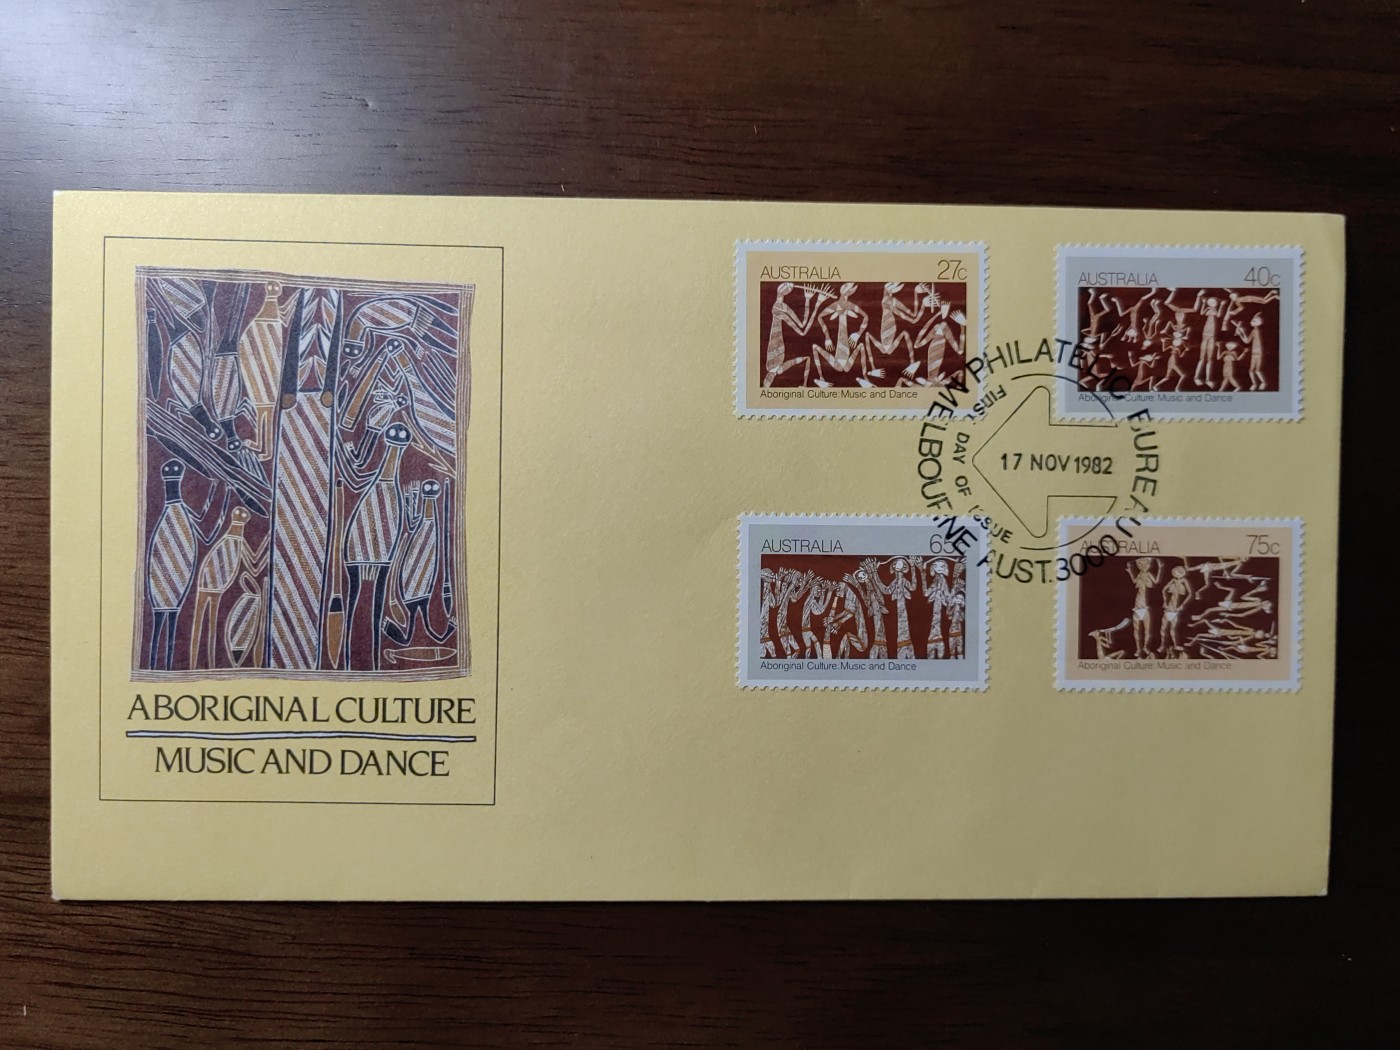 ABORIGINAL CULTURE
MUSIC AND DANCE
AUSTRALIA 27c
Aboriginal Culture: Music and Dance
AUSTRALIA 40c
Aboriginal Culture: Music and Dance
PHILATELIC BUREAU
MELBOURNE AUST. 3000
FIRST DAY OF ISSUE
17 NOV 1982
AUSTRALIA 65c
Aboriginal Culture: Music and Dance
AUSTRALIA 75c
Aboriginal Culture: Music and Dance